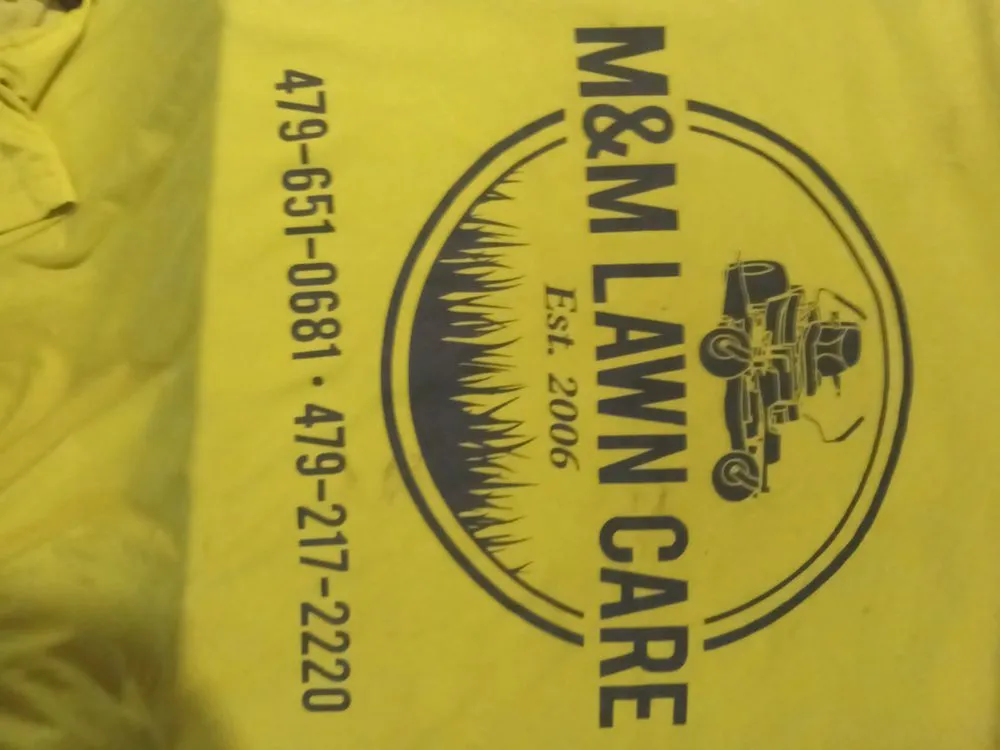 M&M LAWN CARE
Est. 2006
479-651-0681 • 479-217-2220